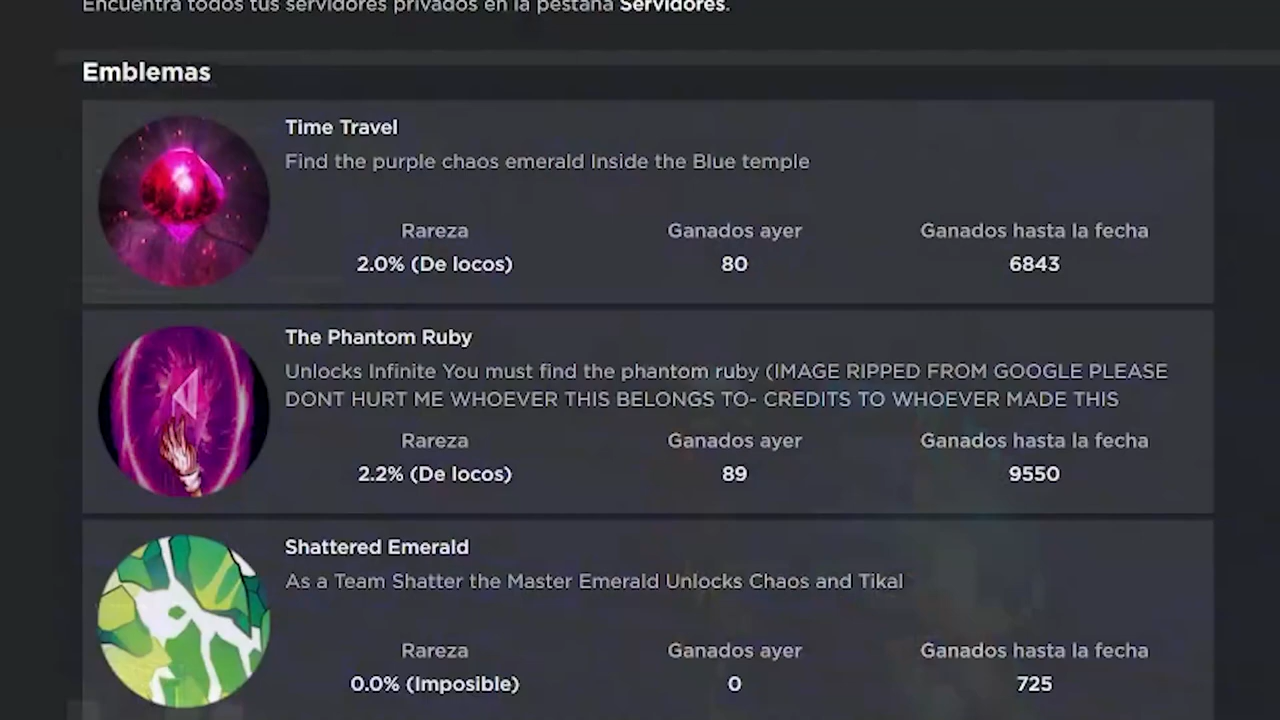 Encuentra todos tus servidores privados en la pestaña Servidores.
Emblemas
Time Travel
Find the purple chaos emerald Inside the Blue temple
Rareza Ganados ayer Ganados hasta la fecha
2.0% (De locos) 80 6843
The Phantom Ruby
Unlocks Infinite You must find the phantom ruby (IMAGE RIPPED FROM GOOGLE PLEASE
DONT HURT ME WHOEVER THIS BELONGS TO- CREDITS TO WHOEVER MADE THIS
Rareza Ganados ayer Ganados hasta la fecha
2.2% (De locos) 89 9550
Shattered Emerald
As a Team Shatter the Master Emerald Unlocks Chaos and Tikal
Rareza Ganados ayer Ganados hasta la fecha
0.0% (Imposible) 0 725